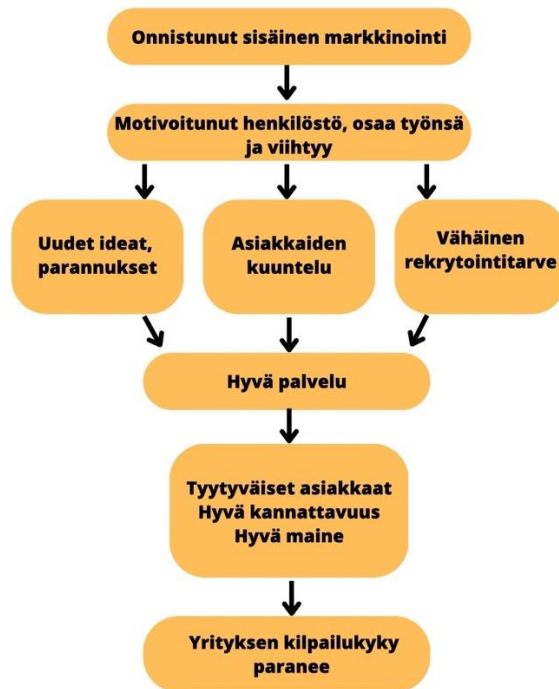 Onnistunut sisäinen markkinointi
Motivoitunut henkilöstö, osaa työnsä
ja viihtyy
Uudet ideat,
parannukset
Asiakkaiden
kuuntelu
Vähäinen
rekrytointitarve
Hyvä palvelu
Tyytyväiset asiakkaat
Hyvä kannattavuus
Hyvä maine
Yrityksen kilpailukyky
paranee